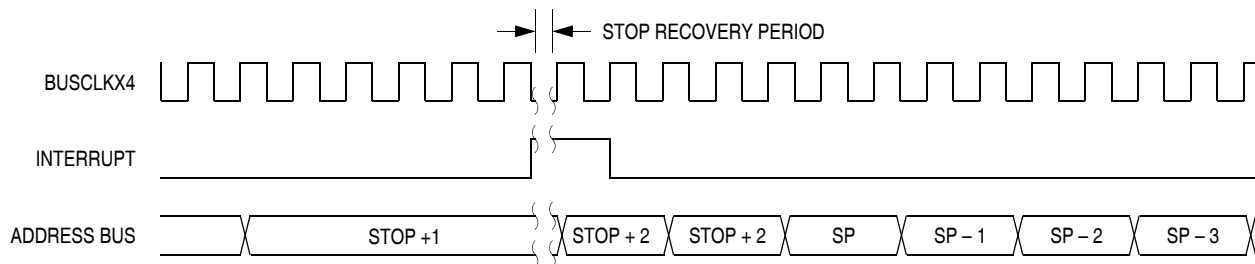 STOP RECOVERY PERIOD
BUSCLKX4
INTERRUPT
ADDRESS BUS STOP +1 STOP + 2 STOP + 2 SP SP – 1 SP – 2 SP – 3